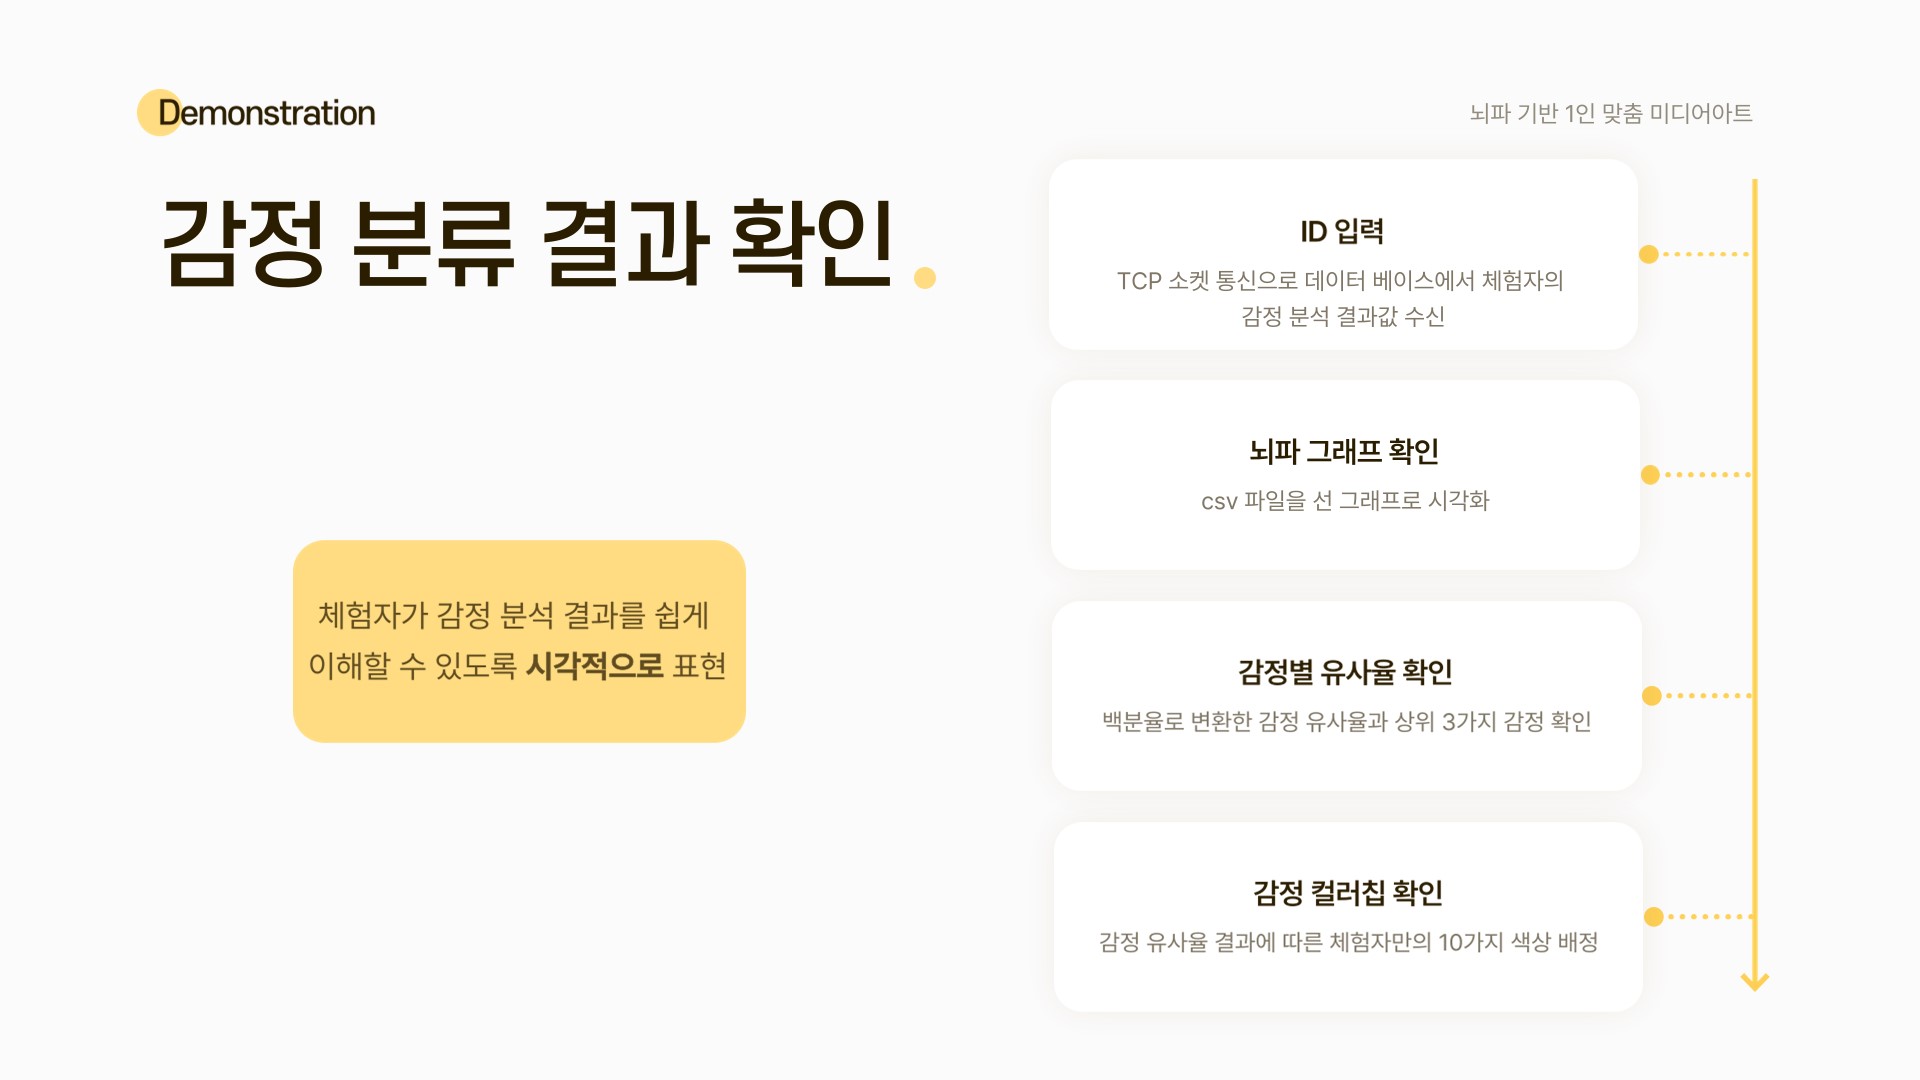 Demonstration
뇌파 기반 1인 맞춤 미디어아트
감정 분류 결과 확인.
체험자가 감정 분석 결과를 쉽게
이해할 수 있도록 시각적으로 표현
ID 입력
TCP 소켓 통신으로 데이터 베이스에서 체험자의
감정 분석 결과값 수신
뇌파 그래프 확인
csv 파일을 선 그래프로 시각화
감정별 유사율 확인
백분율로 변환한 감정 유사율과 상위 3가지 감정 확인
감정 컬러칩 확인
감정 유사율 결과에 따른 체험자만의 10가지 색상 배정